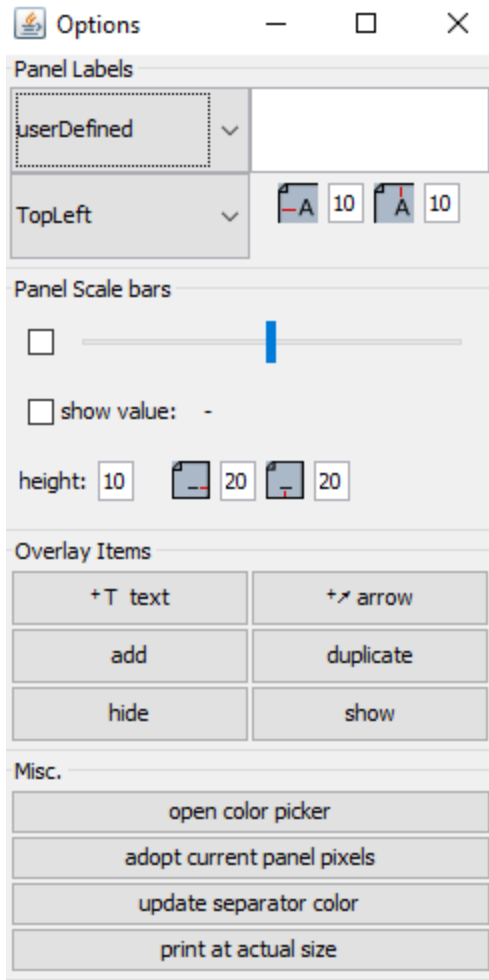 Options
Panel Labels
userDefined
TopLeft
A 10 A 10
Panel Scale bars
show value: -
height: 10 20 20
Overlay Items
+T text
+ arrow
add
duplicate
hide
show
Misc.
open color picker
adopt current panel pixels
update separator color
print at actual size